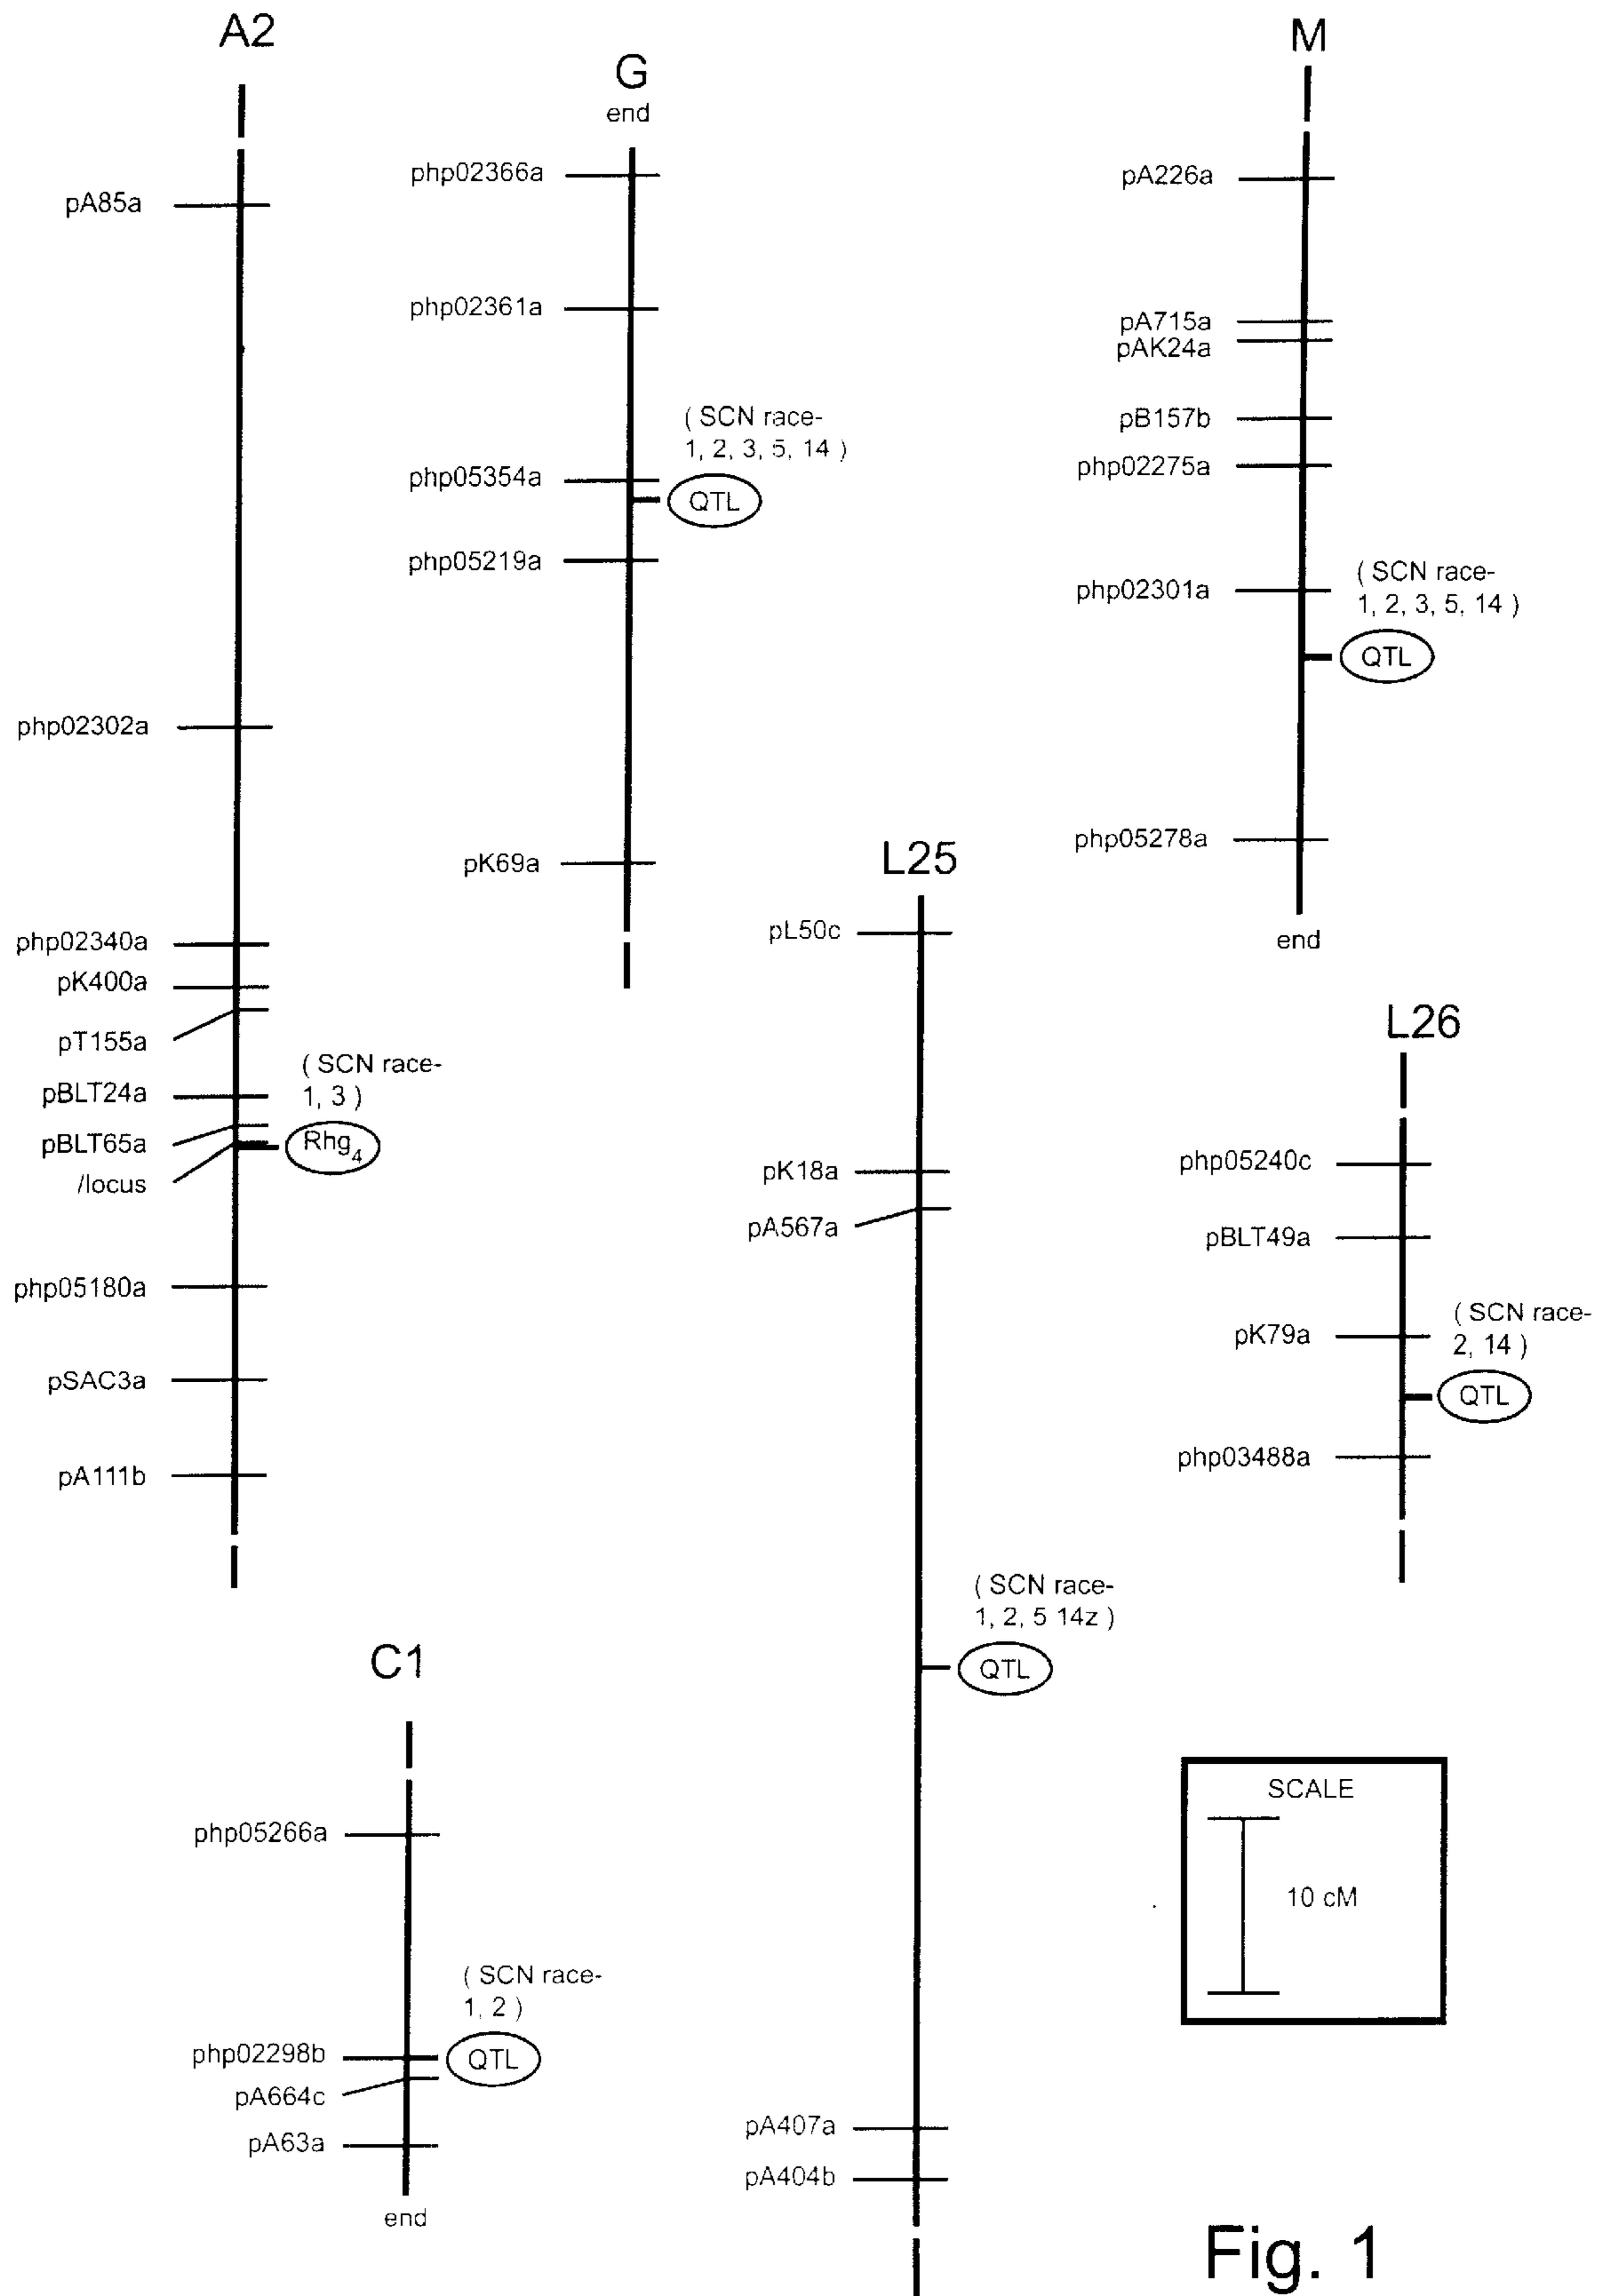 A2
pA85a
php02302a
php02340a
pK400a
pT155a
pBLT24a
pBLT65a
/locus
( SCN race-
1, 3 )
Rhg4
php05180a
pSAC3a
pA111b
G
end
php02366a
php02361a
( SCN race-
1, 2, 3, 5, 14 )
php05354a
QTL
php05219a
pK69a
M
pA226a
pA715a
pAK24a
pB157b
php02275a
php02301a
( SCN race-
1, 2, 3, 5, 14 )
QTL
php05278a
end
L25
pL50c
pK18a
pA567a
( SCN race-
1, 2, 5 14z )
QTL
pA407a
pA404b
L26
php05240c
pBLT49a
pK79a
( SCN race-
2, 14 )
QTL
php03488a
C1
php05266a
( SCN race-
1, 2 )
php02298b
QTL
pA664c
pA63a
end
SCALE
10 cM
Fig. 1